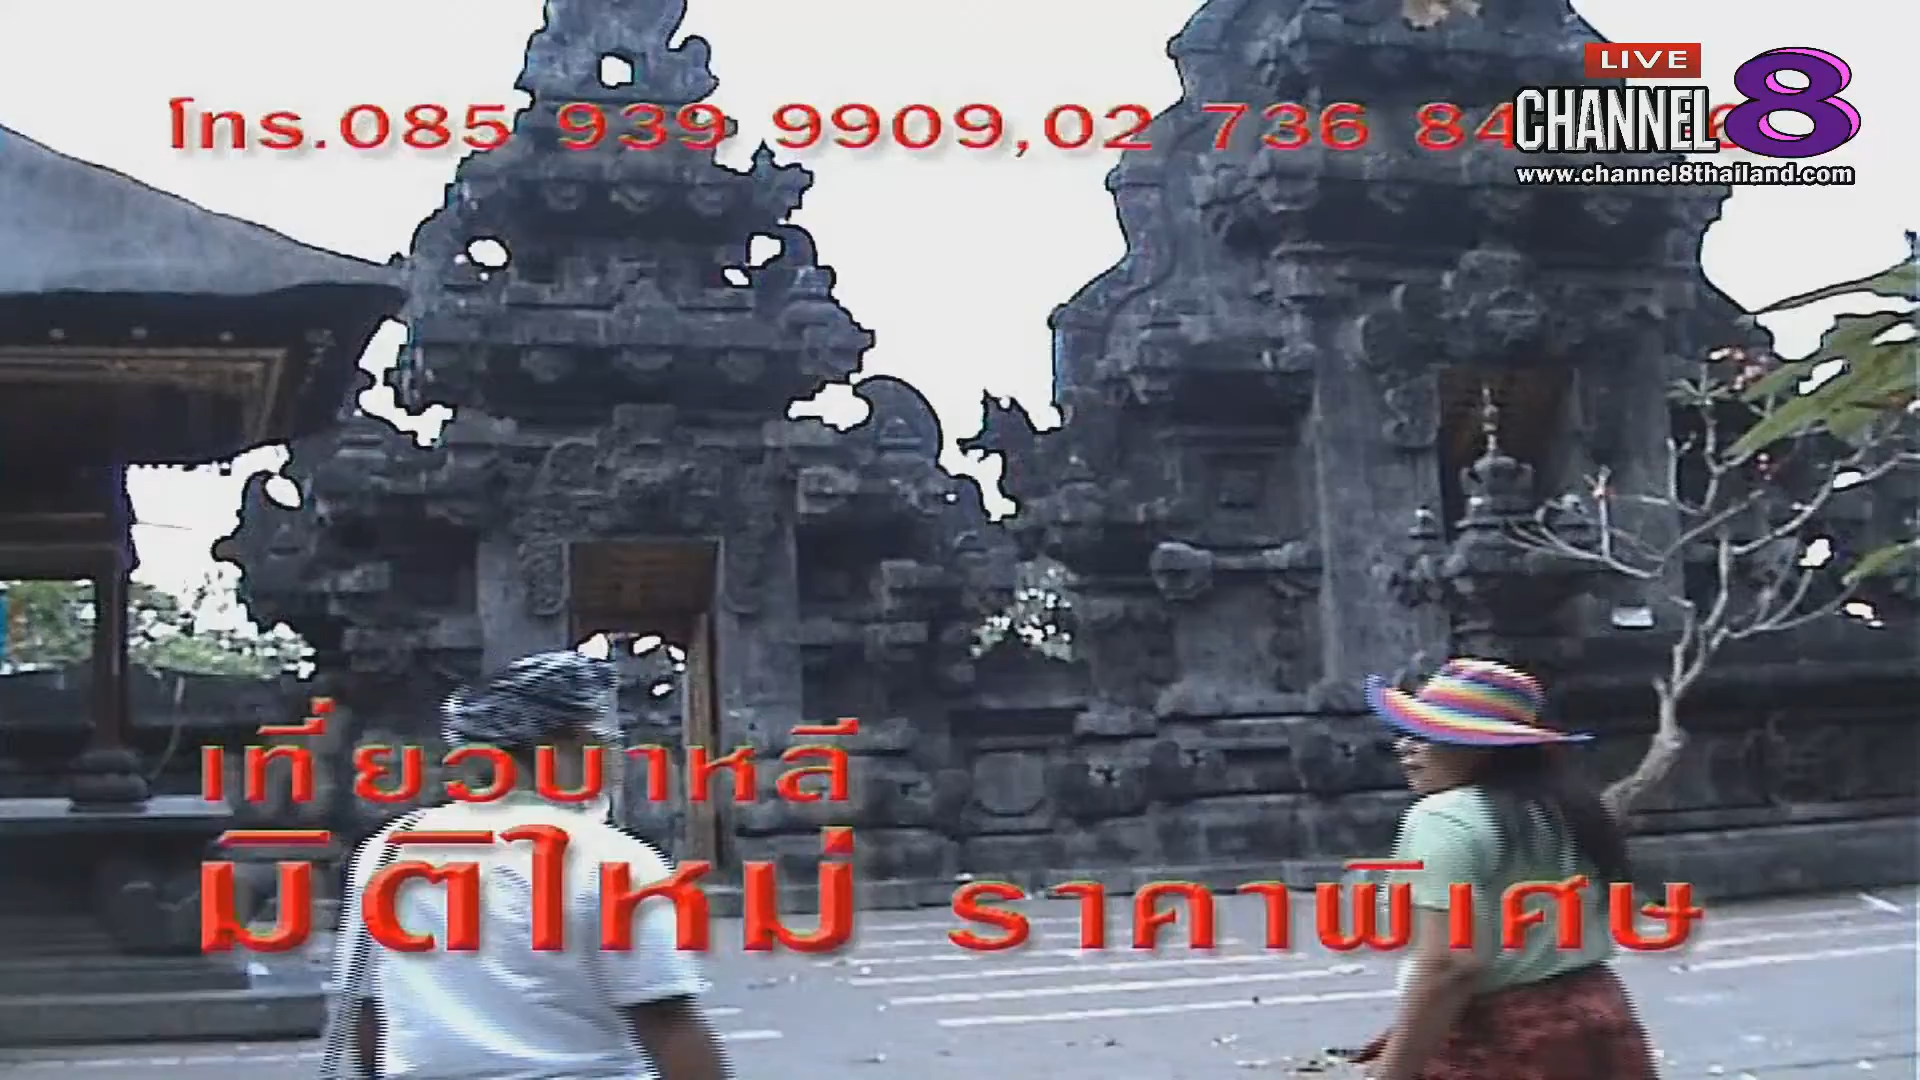 LIVE
CHANNEL 8
www.channel8thailand.com
โทร.085 939 9909,02 736 84
เที่ยวบาหลี
มิติใหม่ ราคาพิเศษ